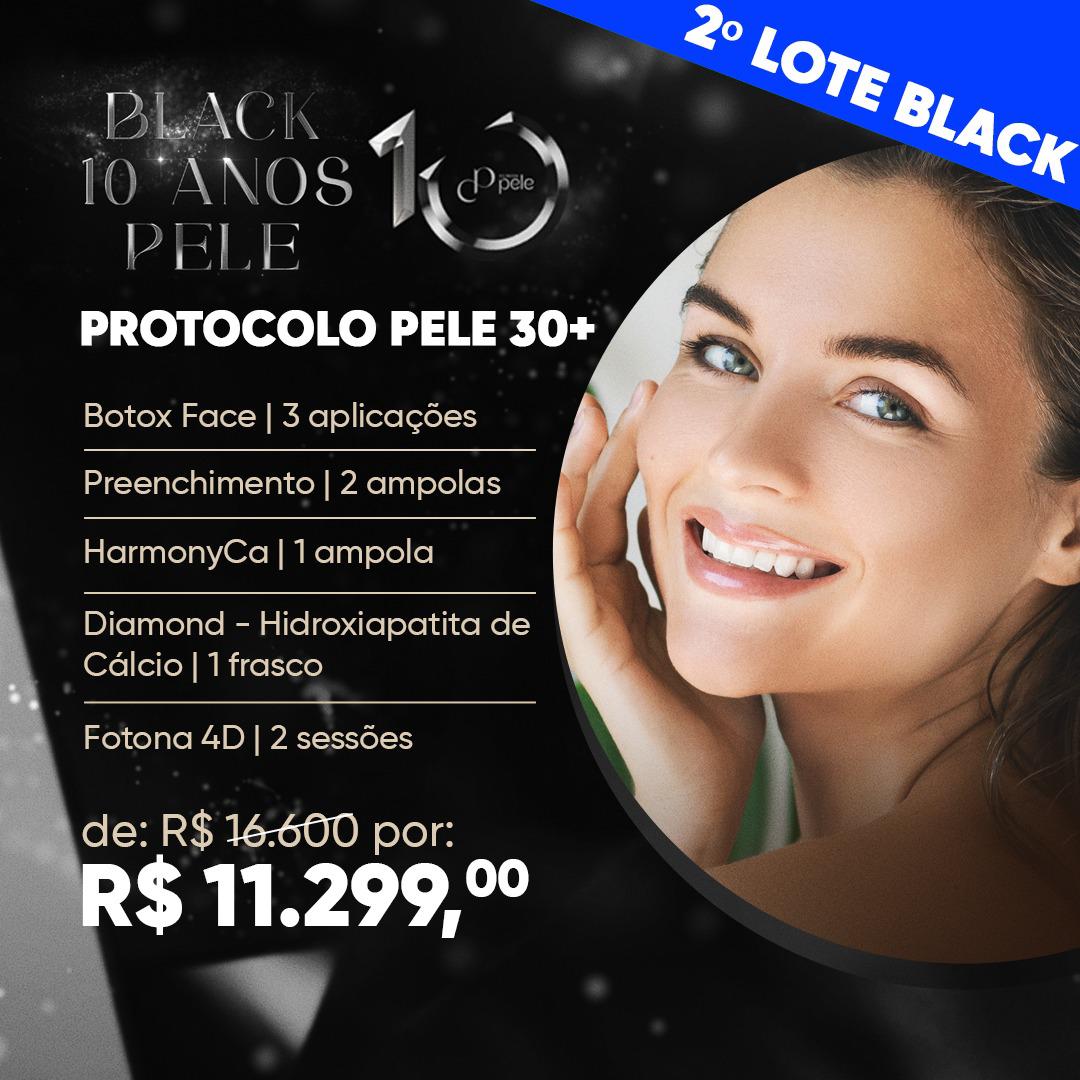 2º LOTE BLACK
BLACK
10 ANOS
PELE
10
pele
PROTOCOLO PELE 30+
Botox Face | 3 aplicações
Preenchimento | 2 ampolas
HarmonyCa | 1 ampola
Diamond - Hidroxiapatita de
Cálcio | 1 frasco
Fotona 4D | 2 sessões
de: R$ 16.600 por:
R$ 11.299,00